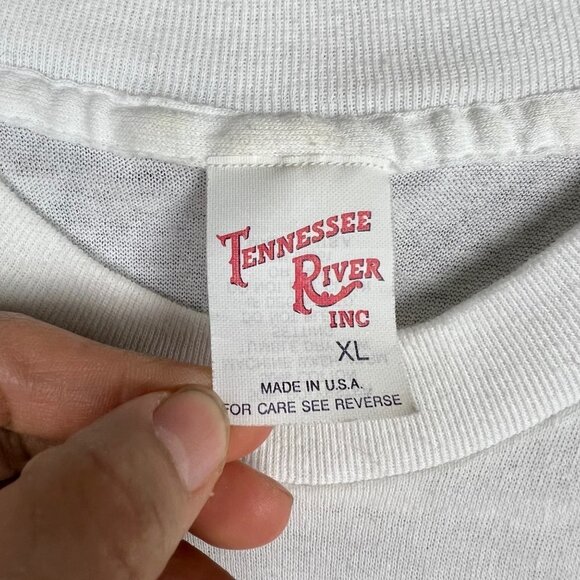 TENNESSEE
RIVER
INC
XL
MADE IN U.S.A.
FOR CARE SEE REVERSE